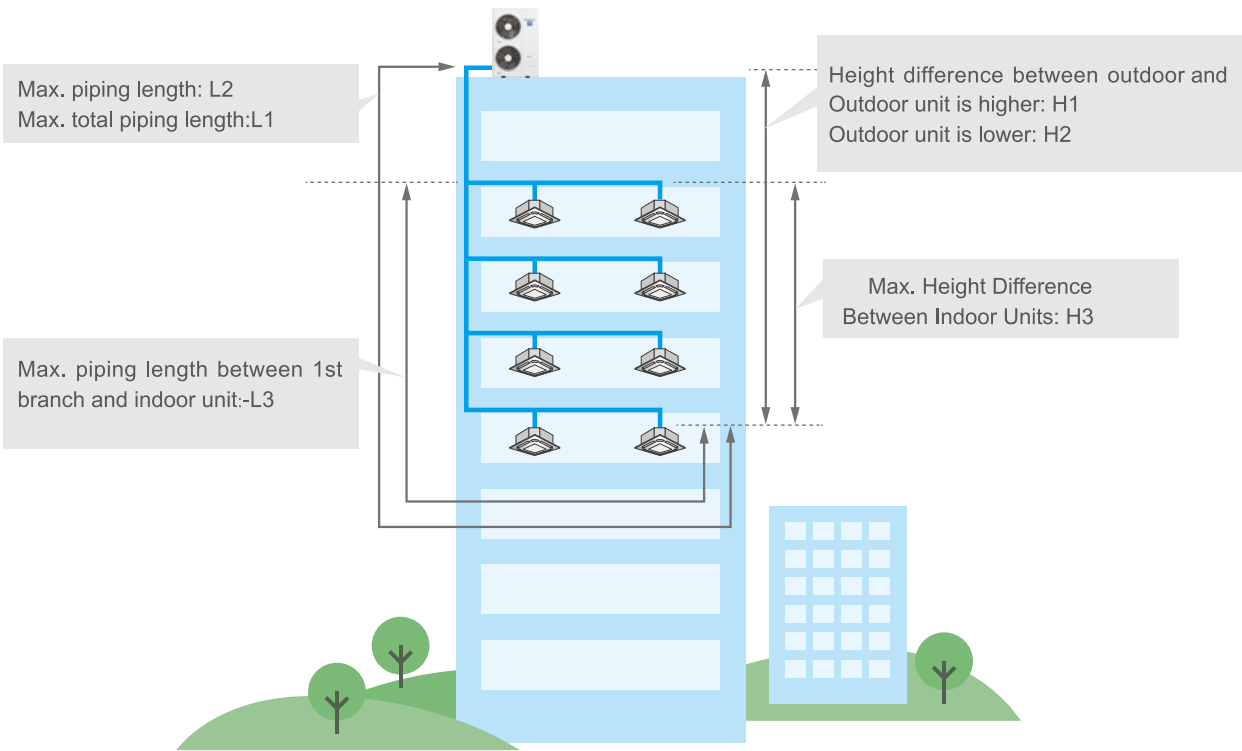 Max. piping length: L2
Max. total piping length:L1
Height difference between outdoor and
Outdoor unit is higher: H1
Outdoor unit is lower: H2
Max. Height Difference
Between Indoor Units: H3
Max. piping length between 1st
branch and indoor unit:-L3